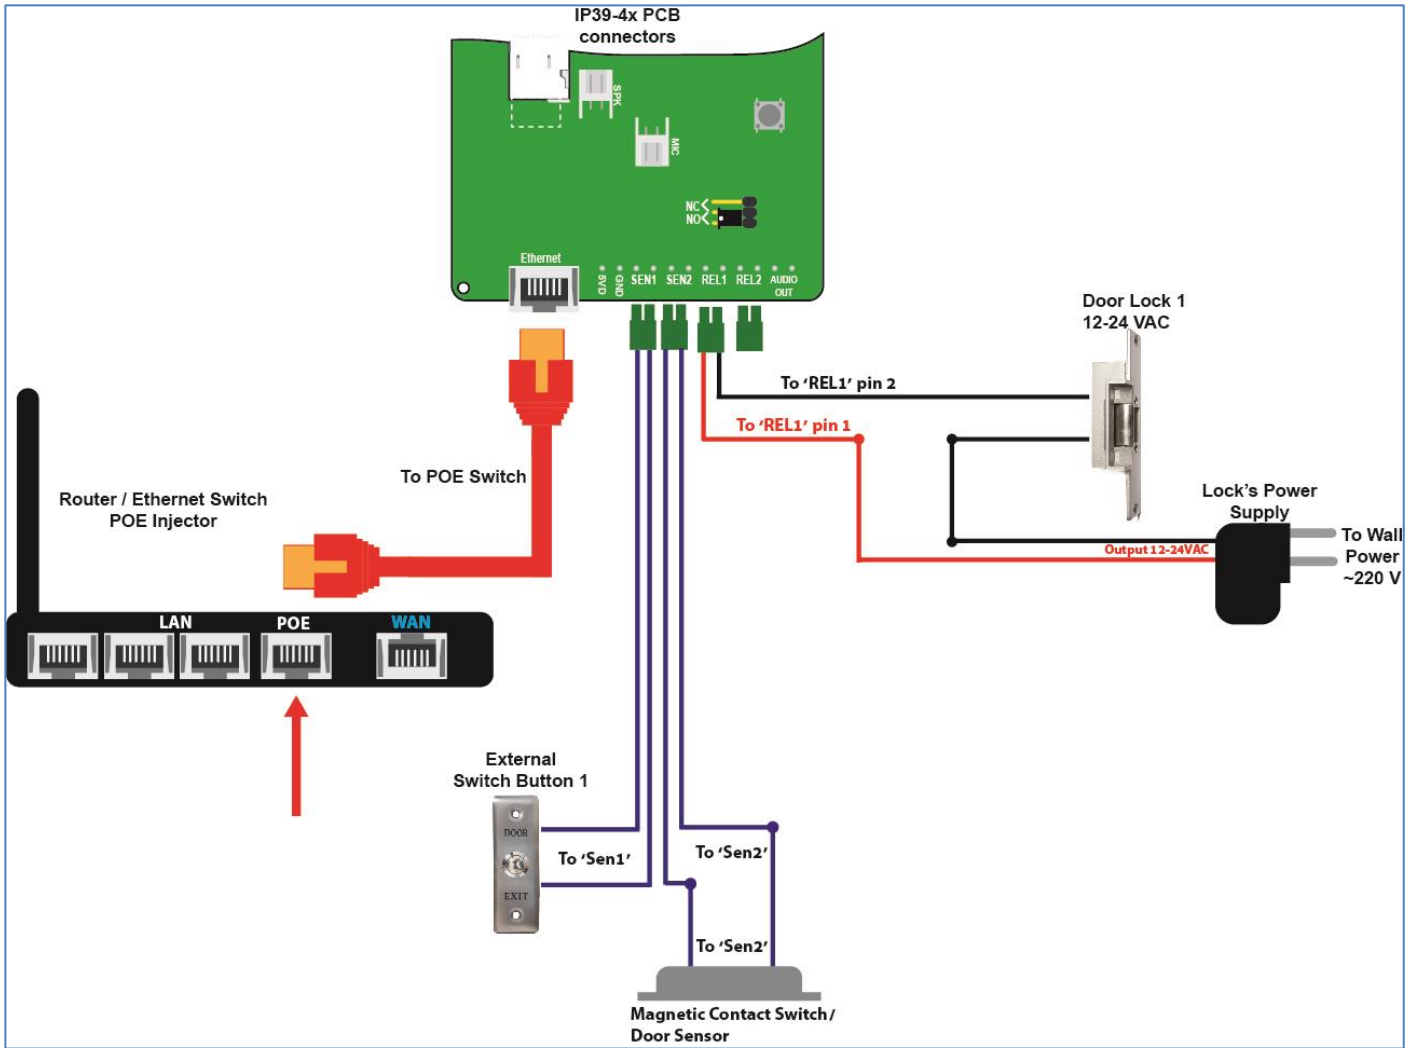 IP39-4x PCB
connectors
SPK
MIC
NC
NO
Ethernet
5VD
GND
SEN1
SEN2
REL1
REL2
AUDIO
OUT
Door Lock 1
12-24 VAC
To ‘REL1’ pin 2
To ‘REL1’ pin 1
To POE Switch
Router / Ethernet Switch
POE Injector
Lock’s Power
Supply
To Wall
Power
~220 V
Output 12-24VAC
LAN
POE
WAN
External
Switch Button 1
DOOR
EXIT
To ‘Sen1’
To ‘Sen2’
To ‘Sen2’
Magnetic Contact Switch/
Door Sensor